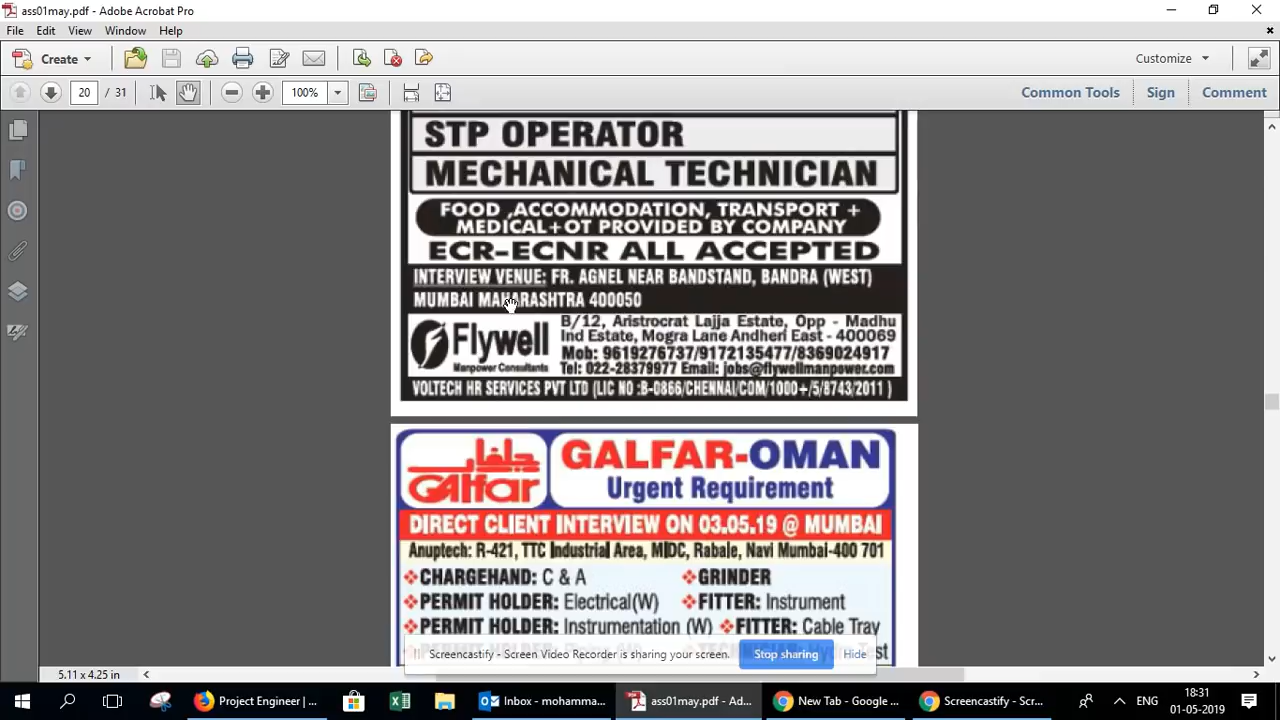 ass01may.pdf - Adobe Acrobat Pro
File Edit View Window Help
Create
Customize
20 / 31
100%
Common Tools Sign Comment
STP OPERATOR
MECHANICAL TECHNICIAN
FOOD ,ACCOMMODATION, TRANSPORT +
MEDICAL+OT PROVIDED BY COMPANY
ECR-ECNR ALL ACCEPTED
INTERVIEW VENUE: FR. AGNEL NEAR BANDSTAND, BANDRA (WEST)
MUMBAI MAHARASHTRA 400050
Flywell
Manpower Consultants
B/12, Aristrocrat Lajja Estate, Opp - Madhu
Ind Estate, Mogra Lane Andheri East - 400069
Mob: 9619276737/9172135477/8369024917
Tel: 022-28379977 Email: jobs@flywellmanpower.com
VOLTECH HR SERVICES PVT LTD (LIC NO :B-0866/CHENNAI/COM/1000+/5/8743/2011 )
جلفار
GAlfar
GALFAR-OMAN
Urgent Requirement
DIRECT CLIENT INTERVIEW ON 03.05.19 @ MUMBAI
Anuptech: R-421, TTC Industrial Area, MIDC, Rabale, Navi Mumbai-400 701
❖CHARGEHAND: C & A ❖GRINDER
❖PERMIT HOLDER: Electrical(W) ❖FITTER: Instrument
❖PERMIT HOLDER: Instrumentation (W) ❖FITTER: Cable Tray
Screencastify - Screen Video Recorder is sharing your screen. Stop sharing Hide
5.11 x 4.25 in
Project Engineer | ...
Inbox - mohamma...
ass01may.pdf - Ad...
New Tab - Google ...
Screencastify - Scr...
ENG
18:31
01-05-2019